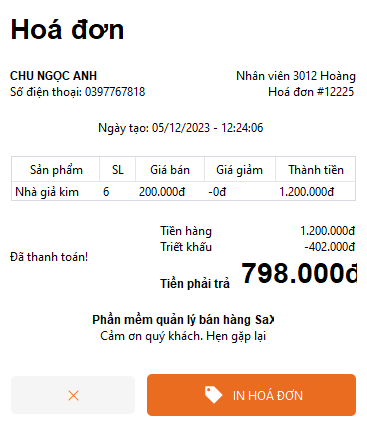 Hoá đơn
CHU NGỌC ANH
Nhân viên 3012 Hoàng
Số điện thoại: 0397767818
Hoá đơn #12225
Ngày tạo: 05/12/2023 - 12:24:06
Sản phẩm SL Giá bán Giá giảm Thành tiền
Nhà giả kim 6 200.000đ -0đ 1.200.000đ
Tiền hàng 1.200.000đ
Triết khấu -402.000đ
Đã thanh toán!
Tiền phải trả 798.000đ
Phần mềm quản lý bán hàng SaX
Cảm ơn quý khách. Hẹn gặp lại
IN HOÁ ĐƠN